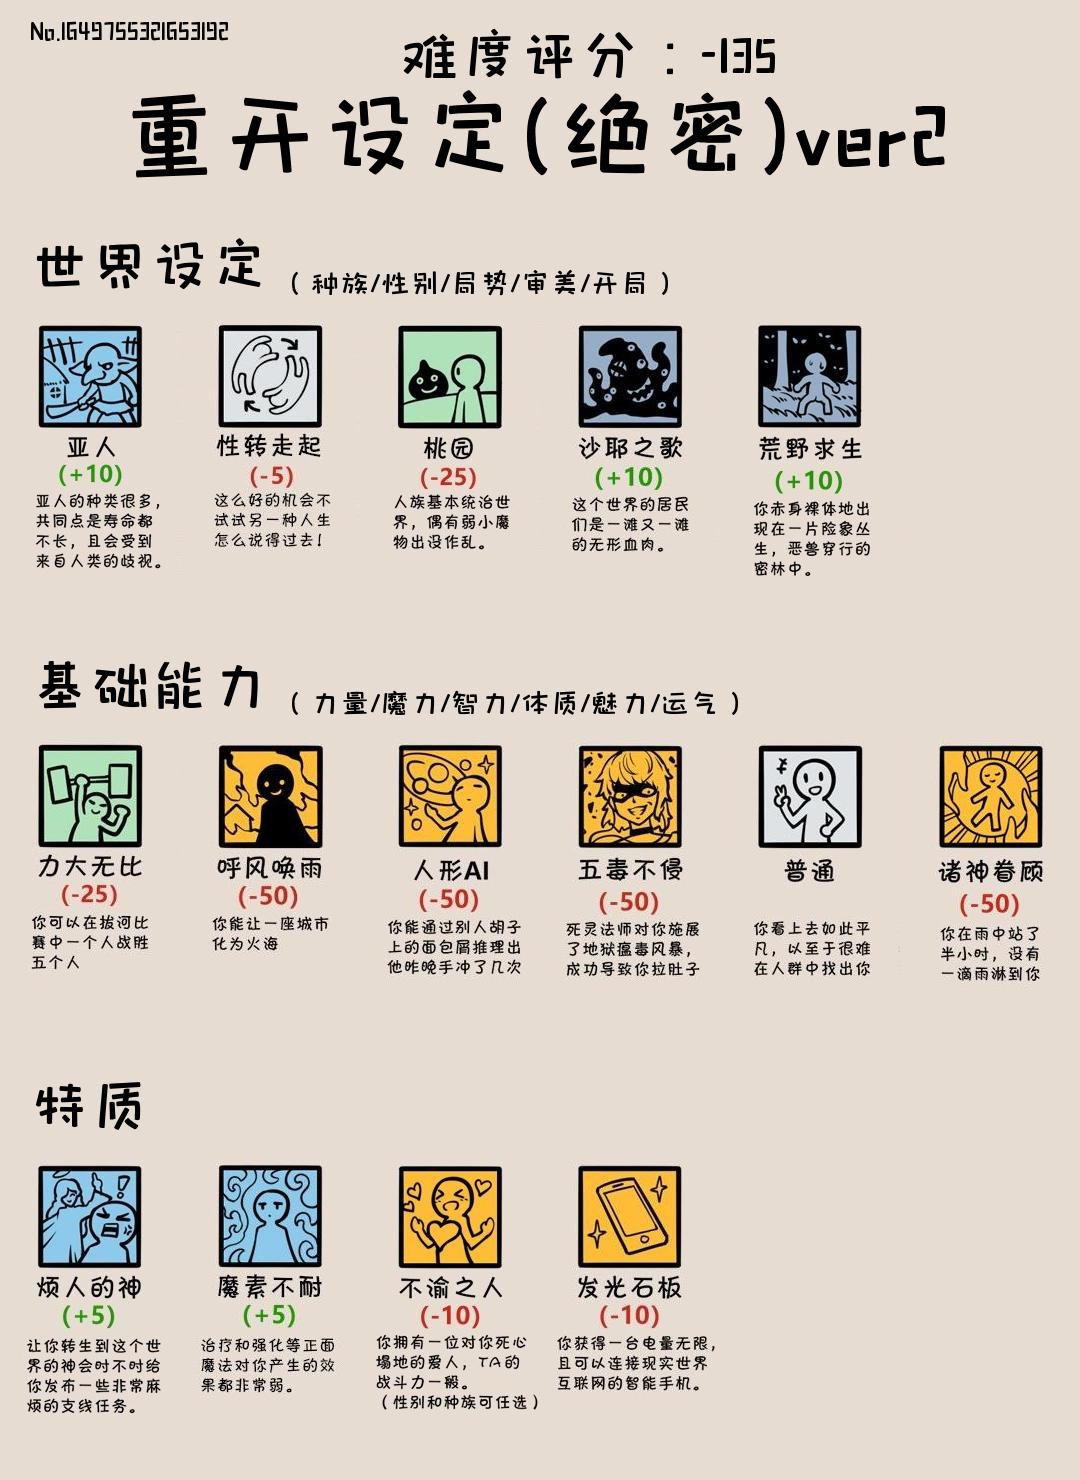 No.1649755321653192
难度评分：-135
重开设定(绝密)ver2
世界设定（种族/性别/局势/审美/开局）
亚人
(+10)
亚人的种类很多，
共同点是寿命都
不长，且会受到
来自人类的歧视。
性转走起
(-5)
这么好的机会不
试试另一种人生
怎么说得过去！
桃园
(-25)
人族基本统治世
界，偶有弱小魔
物出没作乱。
沙耶之歌
(+10)
这个世界的居民
们是一滩又一滩
的无形血肉。
荒野求生
(+10)
你赤身裸体地出
现在一片险象丛
生，恶兽穿行的
密林中。
基础能力（力量/魔力/智力/体质/魅力/运气）
力大无比
(-25)
你可以在拔河比
赛中一个人战胜
五个人
呼风唤雨
(-50)
你能让一座城市
化为火海
人形AI
(-50)
你能通过别人胡子
上的面包屑推理出
他昨晚手冲了几次
五毒不侵
(-50)
死灵法师对你施展
了地狱瘟毒风暴，
成功导致你拉肚子
普通
你看上去如此平
凡，以至于很难
在人群中找出你
诸神眷顾
(-50)
你在雨中站了
半小时，没有
一滴雨淋到你
特质
烦人的神
(+5)
让你转生到这个世
界的神会时不时给
你发布一些非常麻
烦的支线任务。
魔素不耐
(+5)
治疗和强化等正面
魔法对你产生的效
果都非常弱。
不渝之人
(-10)
你拥有一位对你死心
塌地的爱人，TA的
战斗力一般。
（性别和种族可任选）
发光石板
(-10)
你获得一台电量无限，
且可以连接现实世界
互联网的智能手机。